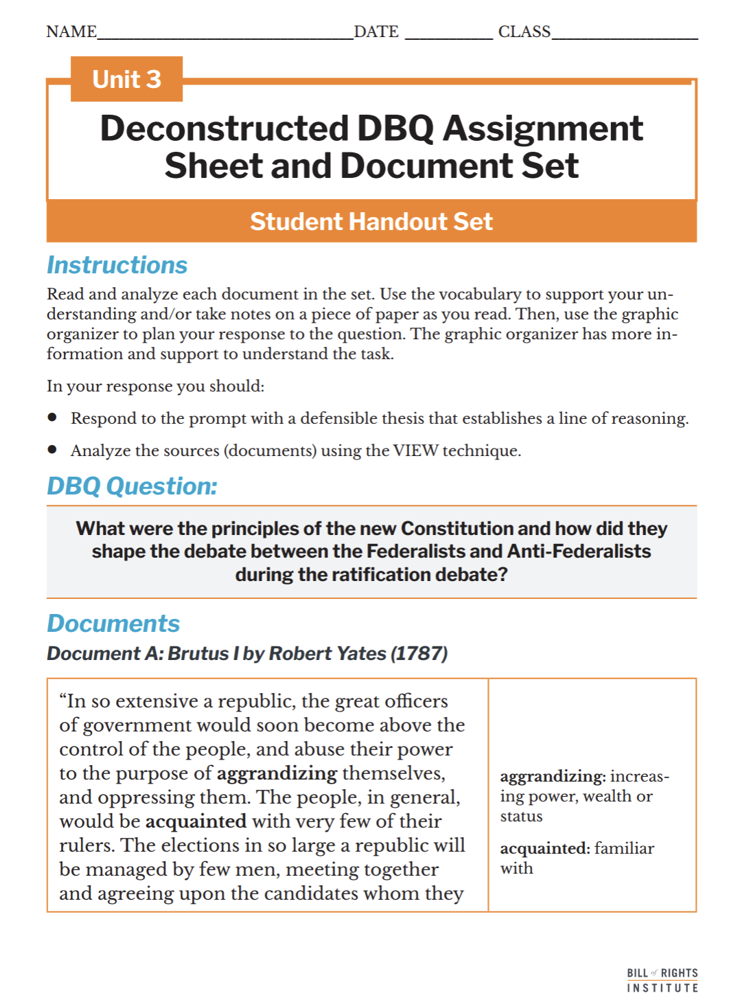 NAME___________________________________DATE ____________ CLASS____________________
Unit 3
Deconstructed DBQ Assignment
Sheet and Document Set
Student Handout Set
Instructions
Read and analyze each document in the set. Use the vocabulary to support your un-
derstanding and/or take notes on a piece of paper as you read. Then, use the graphic
organizer to plan your response to the question. The graphic organizer has more in-
formation and support to understand the task.
In your response you should:
● Respond to the prompt with a defensible thesis that establishes a line of reasoning.
● Analyze the sources (documents) using the VIEW technique.
DBQ Question:
What were the principles of the new Constitution and how did they
shape the debate between the Federalists and Anti-Federalists
during the ratification debate?
Documents
Document A: Brutus I by Robert Yates (1787)
“In so extensive a republic, the great officers
of government would soon become above the
control of the people, and abuse their power
to the purpose of aggrandizing themselves,
and oppressing them. The people, in general,
would be acquainted with very few of their
rulers. The elections in so large a republic will
be managed by few men, meeting together
and agreeing upon the candidates whom they
aggrandizing: increas-
ing power, wealth or
status
acquainted: familiar
with
BILL of RIGHTS
INSTITUTE